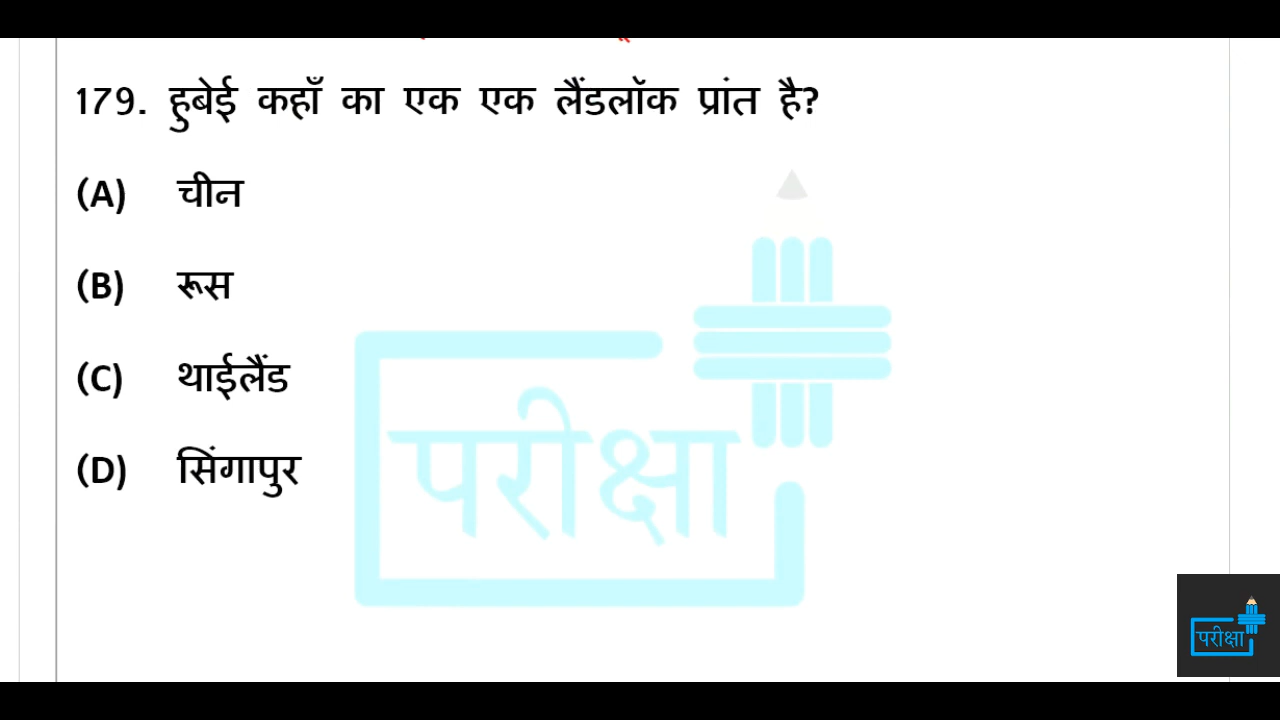 179. हुबेई कहाँ का एक एक लैंडलॉक प्रांत है?
(A) चीन
(B) रूस
(C) थाईलैंड
(D) सिंगापुर
परीक्षा
परीक्षा